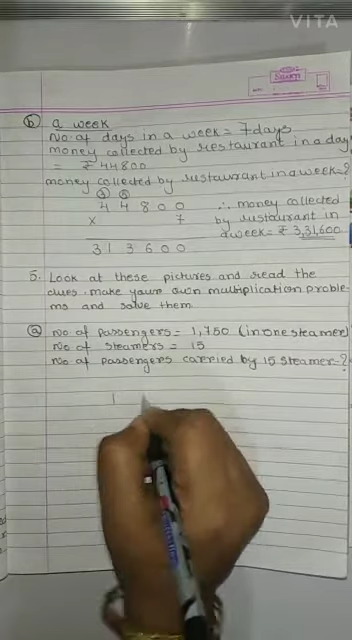 VITA
(b) a week
No. of days in a week = 7 days
money collected by restaurant in a day
= ₹ 44800
money collected by restaurant in a week = ?
③ ⑤
4 4 8 0 0
× 7
3 1 3 6 0 0
∴ money collected
by restaurant in
a week = ₹ 3,31,600
5. Look at these pictures and read the
clues. make your own multiplication proble-
ms and solve them.
(a) No of passengers = 1,750 (in one steamer)
No of steamers = 15
No of passengers carried by 15 steamer = ?
1